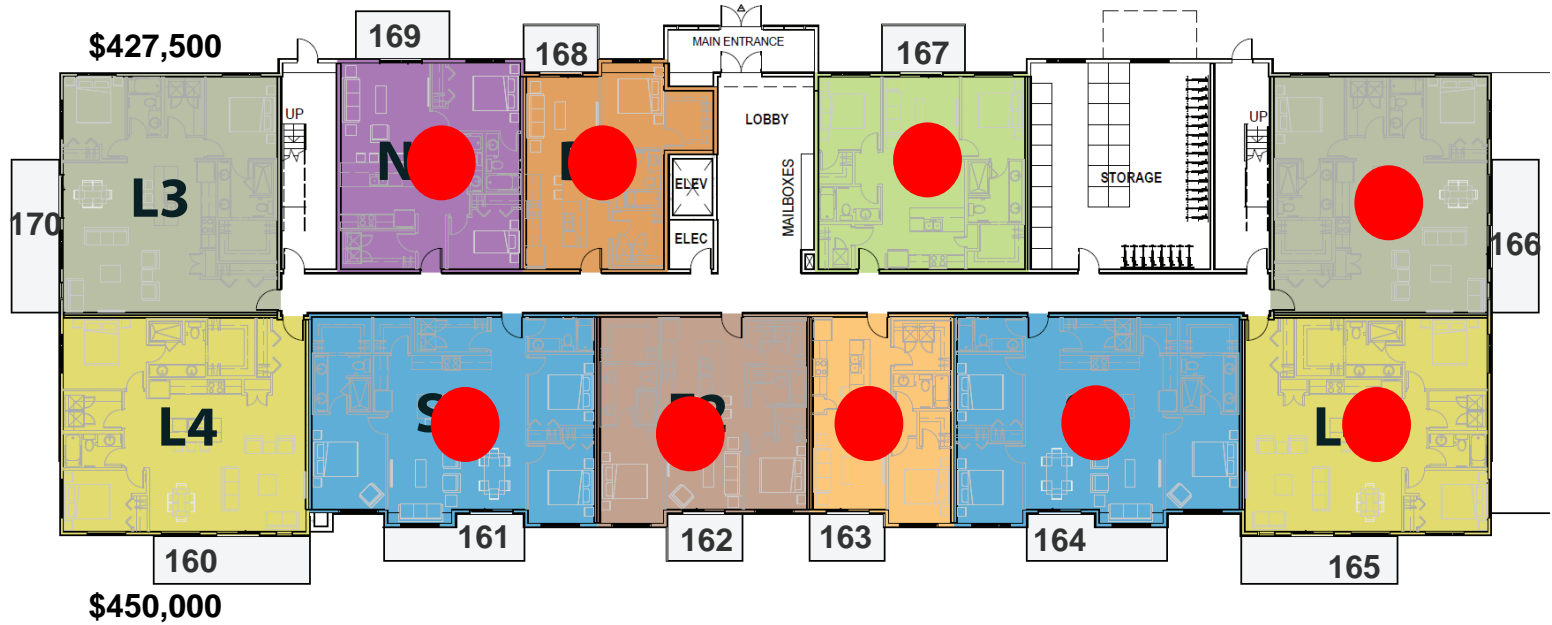 $427,500
169
168
MAIN ENTRANCE
167
UP
LOBBY
UP
N
L3
ELEV
MAILBOXES
STORAGE
170
ELEC
166
L4
S
L
160
161
162
163
164
165
$450,000